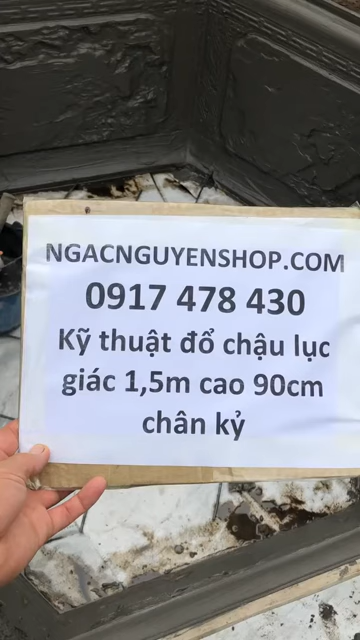 NGACNGUYENSHOP.COM
0917 478 430
Kỹ thuật đổ chậu lục
giác 1,5m cao 90cm
chân kỷ